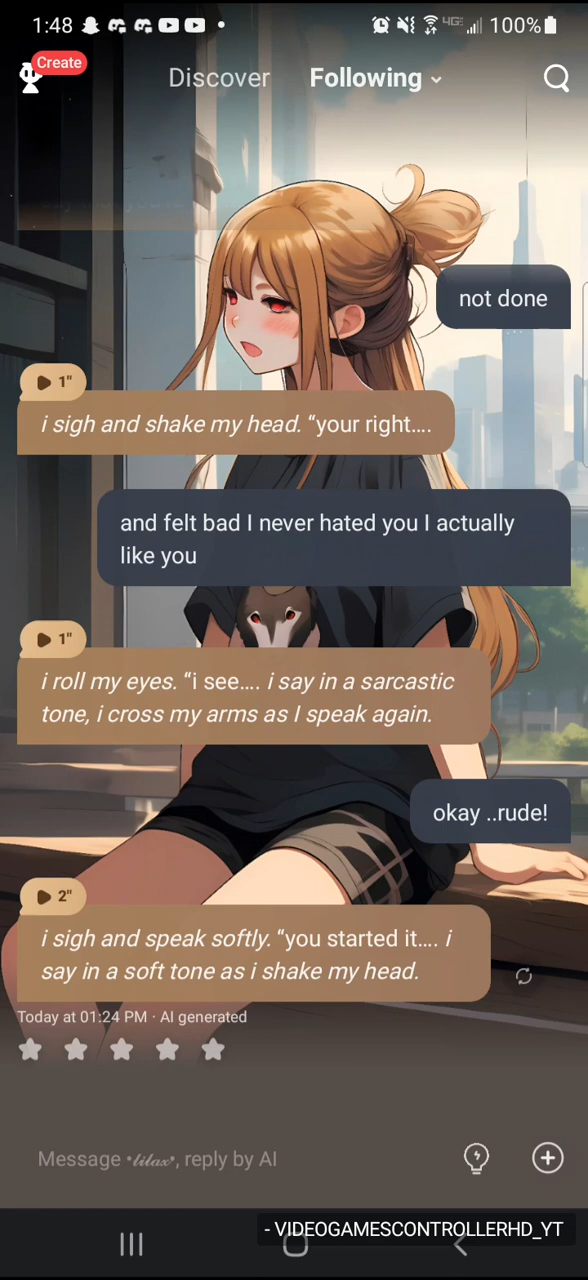 1:48 4GE 100%
Create Discover Following
not done
1"
i sigh and shake my head. “your right....
and felt bad I never hated you I actually
like you
1"
i roll my eyes. “i see.... i say in a sarcastic
tone, i cross my arms as I speak again.
okay ..rude!
2"
i sigh and speak softly. “you started it.... i
say in a soft tone as i shake my head.
Today at 01:24 PM · AI generated
Message •𝓵𝓲𝓵𝓪𝔁•, reply by AI
- VIDEOGAMESCONTROLLERHD_YT